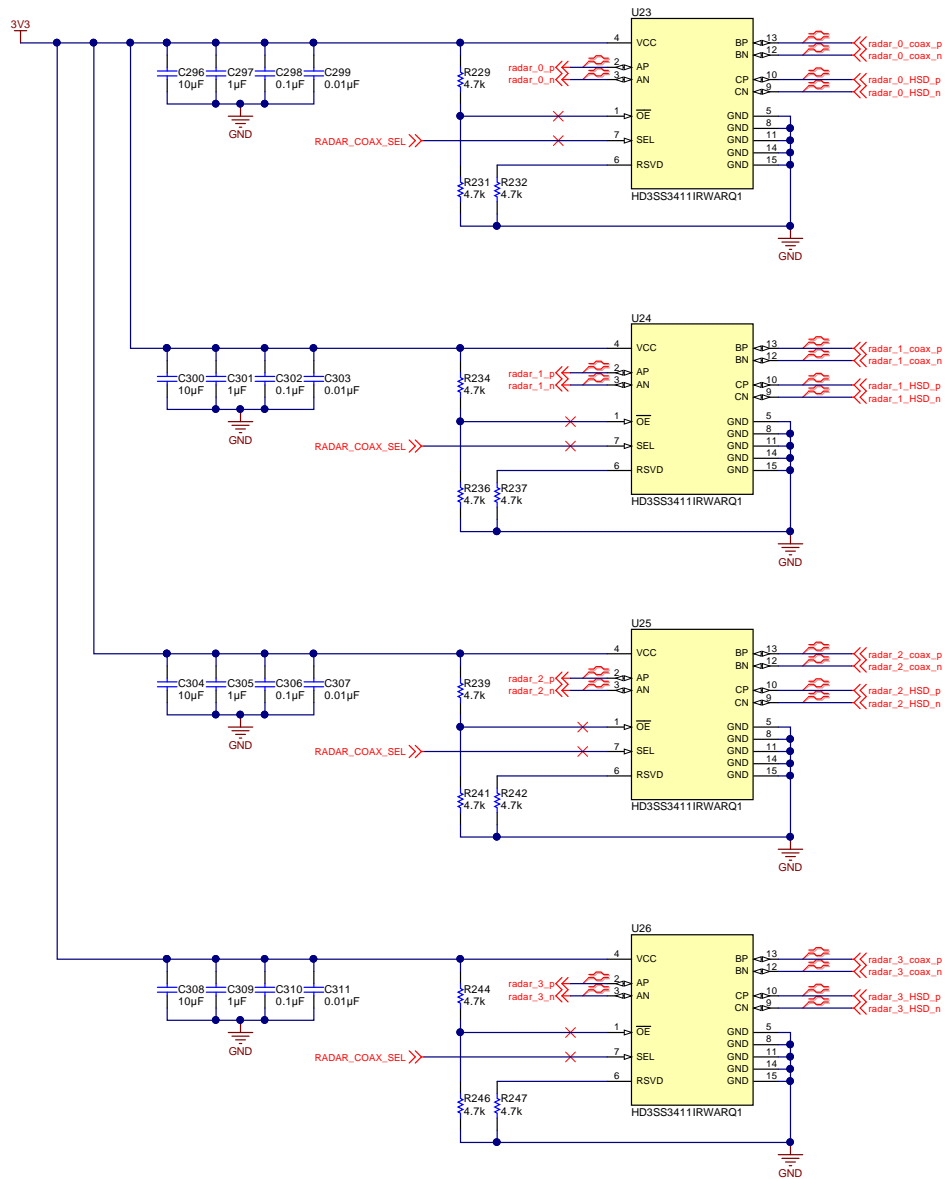 3V3
U23
4 VCC BP 13 radar_0_coax_p
BN 12 radar_0_coax_n
C296 C297 C298 C299
10µF 1µF 0.1µF 0.01µF
R229
4.7k
radar_0_p 2 AP CP 10 radar_0_HSD_p
radar_0_n 3 AN CN 9 radar_0_HSD_n
GND
1 OE GND 5
GND 8
RADAR_COAX_SEL 7 SEL GND 11
GND 14
6 RSVD GND 15
R231 R232
4.7k 4.7k
HD3SS3411IRWARQ1
GND
U24
4 VCC BP 13 radar_1_coax_p
BN 12 radar_1_coax_n
C300 C301 C302 C303
10µF 1µF 0.1µF 0.01µF
R234
4.7k
radar_1_p 2 AP CP 10 radar_1_HSD_p
radar_1_n 3 AN CN 9 radar_1_HSD_n
GND
1 OE GND 5
GND 8
RADAR_COAX_SEL 7 SEL GND 11
GND 14
6 RSVD GND 15
R236 R237
4.7k 4.7k
HD3SS3411IRWARQ1
GND
U25
4 VCC BP 13 radar_2_coax_p
BN 12 radar_2_coax_n
C304 C305 C306 C307
10µF 1µF 0.1µF 0.01µF
R239
4.7k
radar_2_p 2 AP CP 10 radar_2_HSD_p
radar_2_n 3 AN CN 9 radar_2_HSD_n
GND
1 OE GND 5
GND 8
RADAR_COAX_SEL 7 SEL GND 11
GND 14
6 RSVD GND 15
R241 R242
4.7k 4.7k
HD3SS3411IRWARQ1
GND
U26
4 VCC BP 13 radar_3_coax_p
BN 12 radar_3_coax_n
C308 C309 C310 C311
10µF 1µF 0.1µF 0.01µF
R244
4.7k
radar_3_p 2 AP CP 10 radar_3_HSD_p
radar_3_n 3 AN CN 9 radar_3_HSD_n
GND
1 OE GND 5
GND 8
RADAR_COAX_SEL 7 SEL GND 11
GND 14
6 RSVD GND 15
R246 R247
4.7k 4.7k
HD3SS3411IRWARQ1
GND